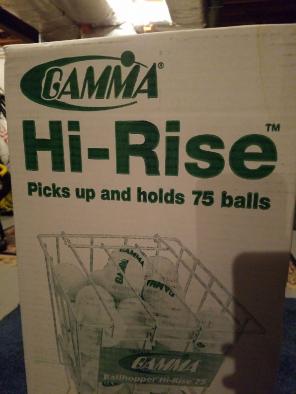 GAMMA®
Hi-Rise™
Picks up and holds 75 balls
GAMMA
GAMMA
Ballhopper Hi-Rise 75